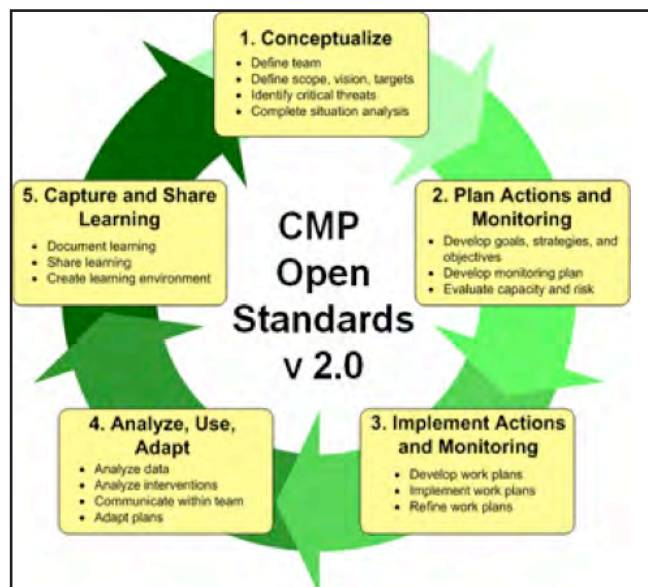 1. Conceptualize
• Define team
• Define scope, vision, targets
• Identify critical threats
• Complete situation analysis
2. Plan Actions and
Monitoring
• Develop goals, strategies, and
objectives
• Develop monitoring plan
• Evaluate capacity and risk
3. Implement Actions
and Monitoring
• Develop work plans
• Implement work plans
• Refine work plans
4. Analyze, Use,
Adapt
• Analyze data
• Analyze interventions
• Communicate within team
• Adapt plans
5. Capture and Share
Learning
• Document learning
• Share learning
• Create learning environment
CMP
Open
Standards
v 2.0